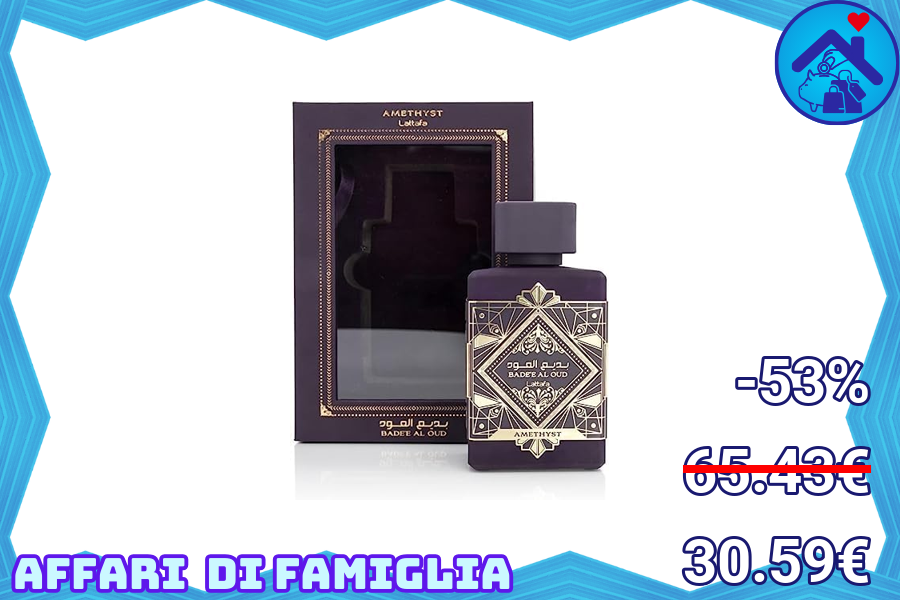 AMETHYST
Lattafa
بديع العود
BADE'E AL OUD
بديع العود
BADE'E AL OUD
Lattafa
AMETHYST
-53%
65.43€
30.59€
AFFARI DI FAMIGLIA